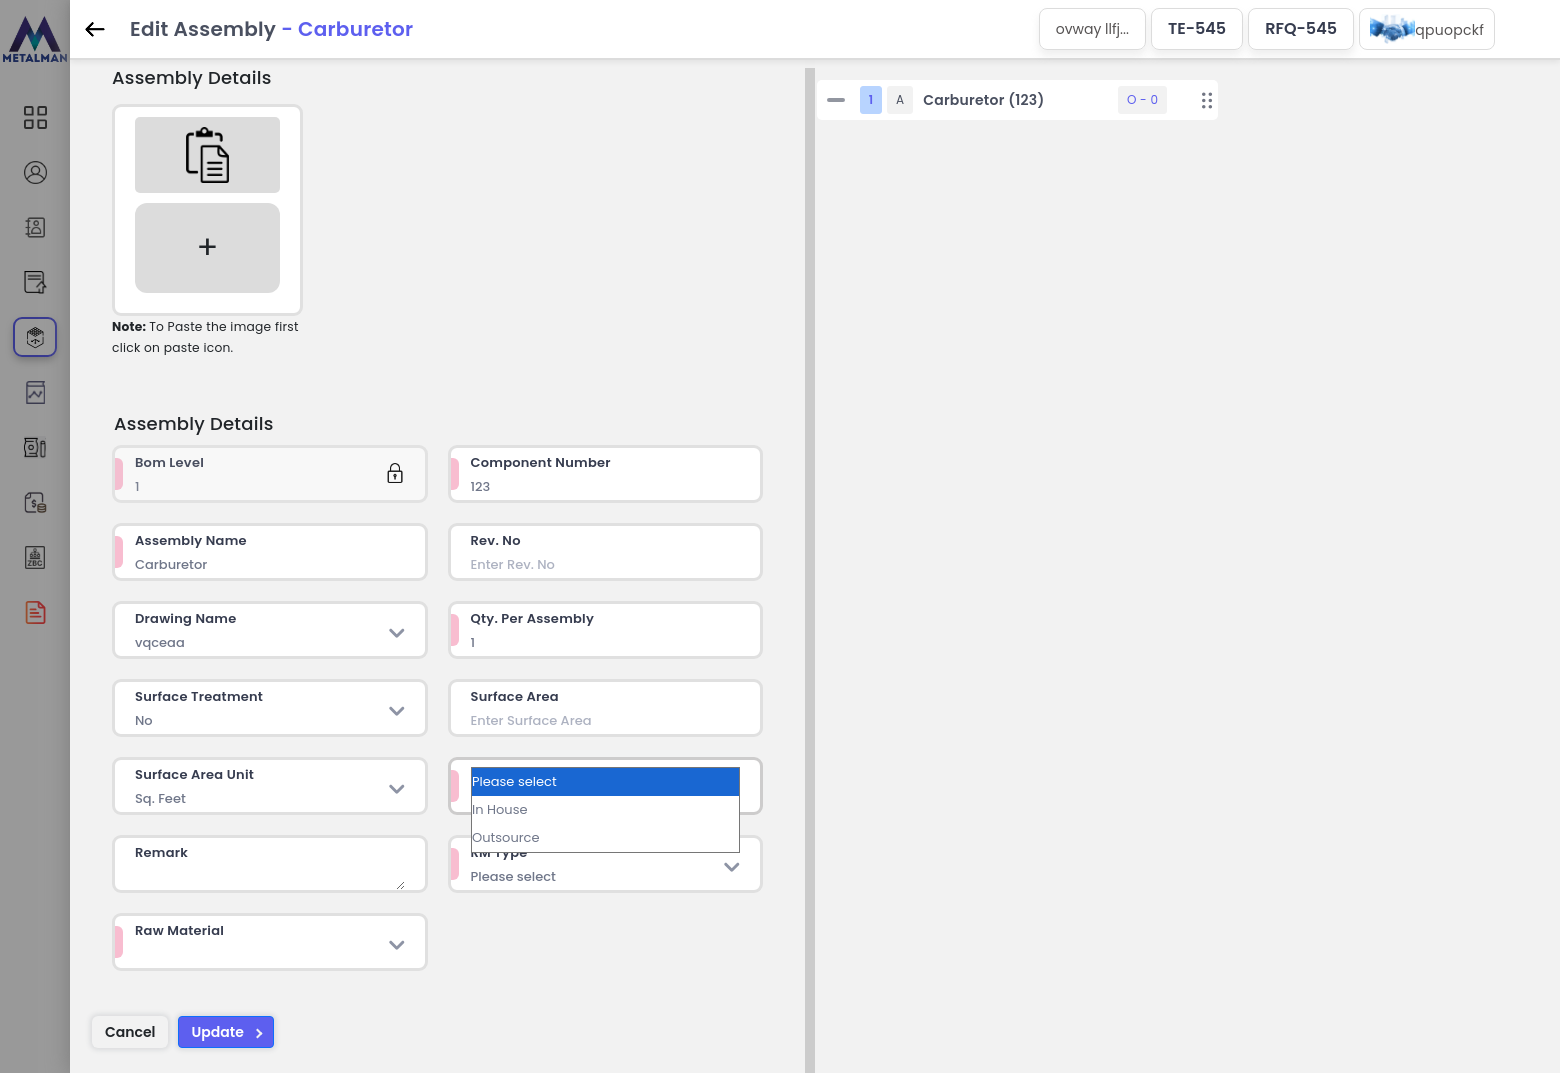 METALMAN
Edit Assembly - Carburetor
ovway llfj...
TE-545
RFQ-545
qpuopckf
Assembly Details
+
Note: To Paste the image first
click on paste icon.
1
A
Carburetor (123)
O - 0
Assembly Details
Bom Level
1
Component Number
123
Assembly Name
Carburetor
Rev. No
Enter Rev. No
Drawing Name
vqceaa
Qty. Per Assembly
1
Surface Treatment
No
Surface Area
Enter Surface Area
Surface Area Unit
Sq. Feet
Please select
In House
Outsource
Remark
RM Type
Please select
Raw Material
ZBC
Cancel
Update